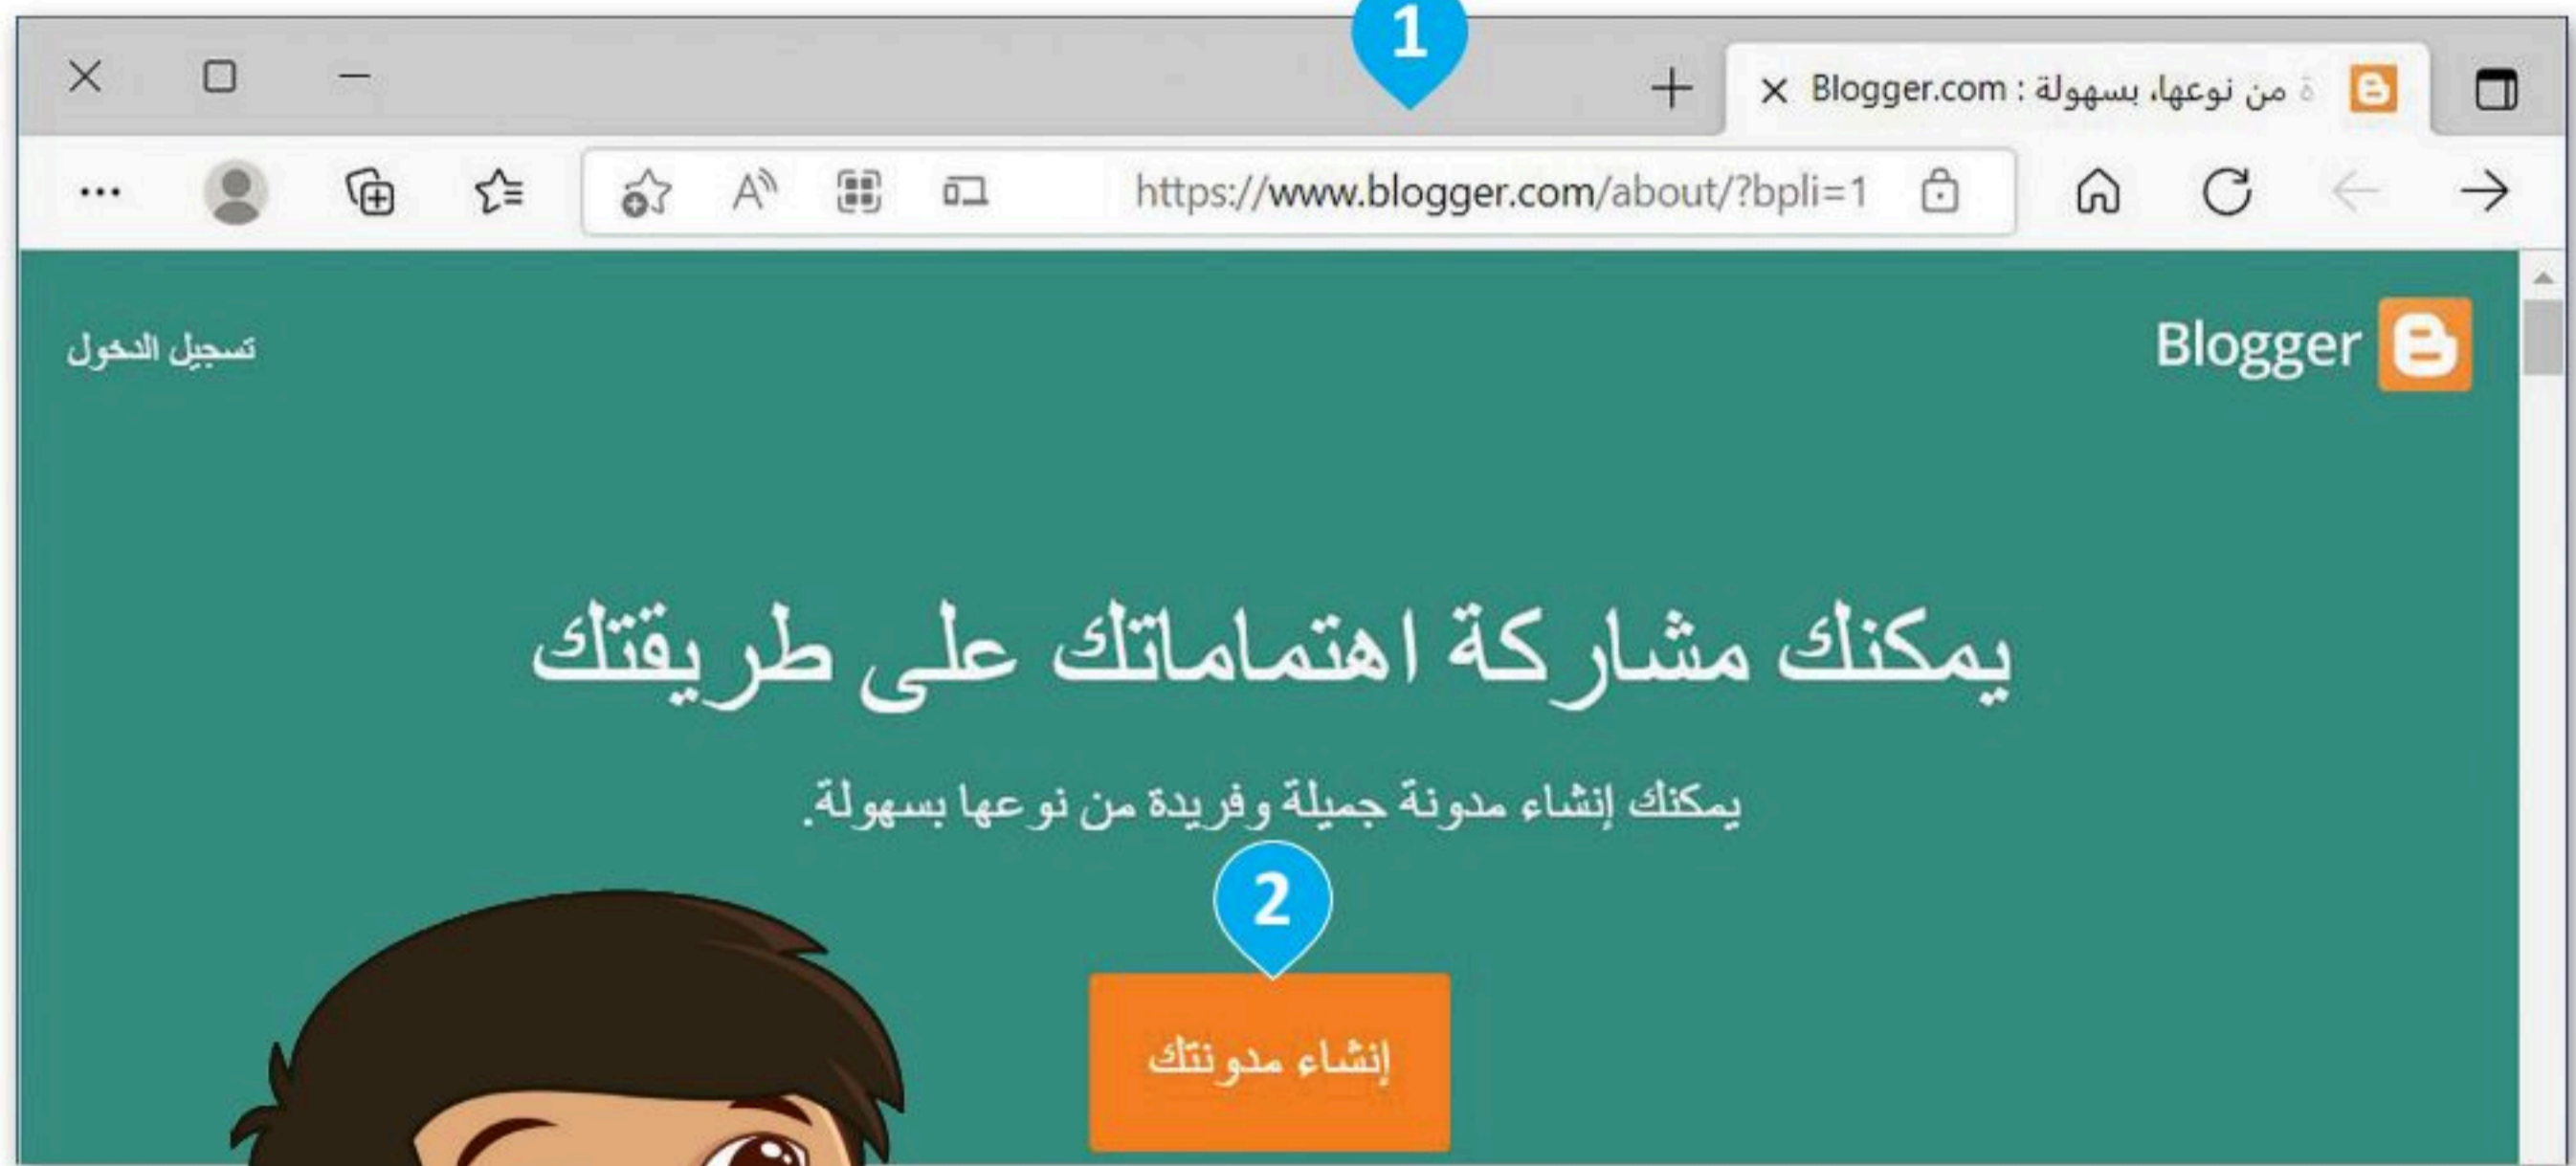 1
من نوعها، بسهولة : Blogger.com
https://www.blogger.com/about/?bpli=1
Blogger
تسجيل الدخول
يمكنك مشاركة اهتماماتك على طريقتك
يمكنك إنشاء مدونة جميلة وفريدة من نوعها بسهولة.
2
إنشاء مدونتك